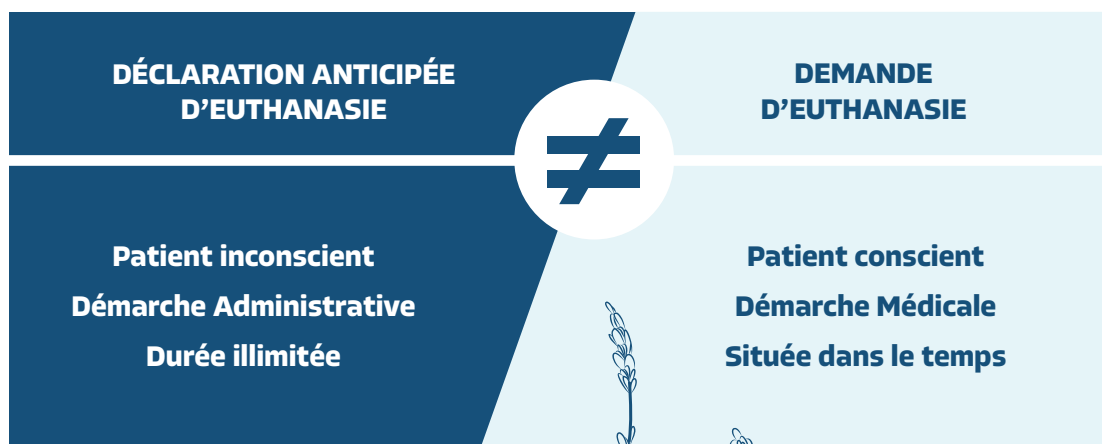 DÉCLARATION ANTICIPÉE
D’EUTHANASIE
≠
DEMANDE
D’EUTHANASIE
Patient inconscient
Démarche Administrative
Durée illimitée
Patient conscient
Démarche Médicale
Située dans le temps